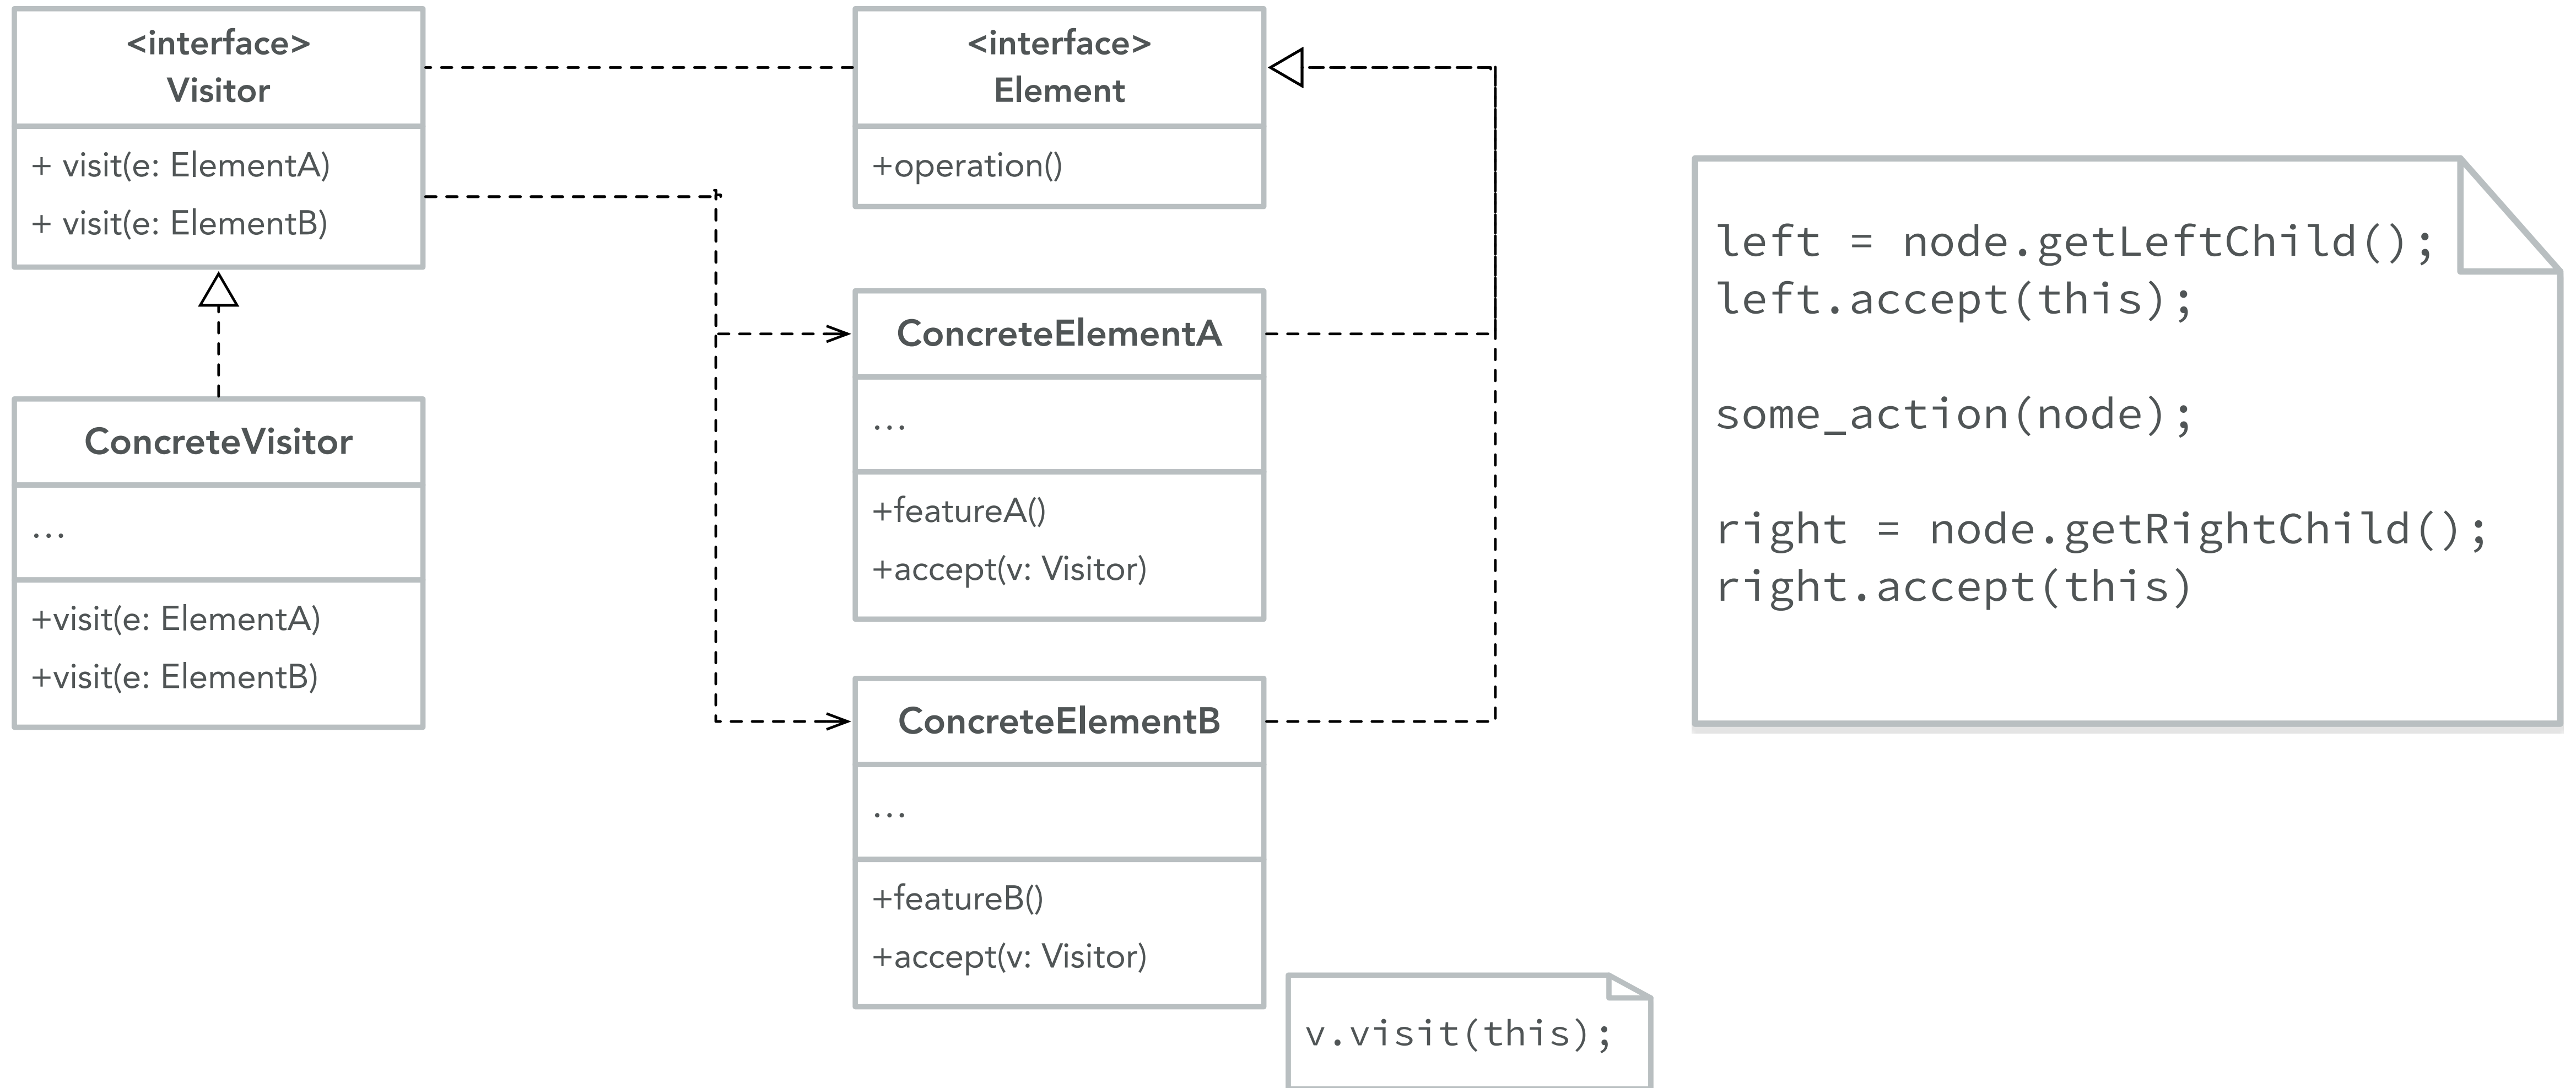 <interface>
Visitor
+ visit(e: ElementA)
+ visit(e: ElementB)
ConcreteVisitor
...
+visit(e: ElementA)
+visit(e: ElementB)
<interface>
Element
+operation()
ConcreteElementA
...
+featureA()
+accept(v: Visitor)
ConcreteElementB
...
+featureB()
+accept(v: Visitor)
v.visit(this);
left = node.getLeftChild();
left.accept(this);
some_action(node);
right = node.getRightChild();
right.accept(this)